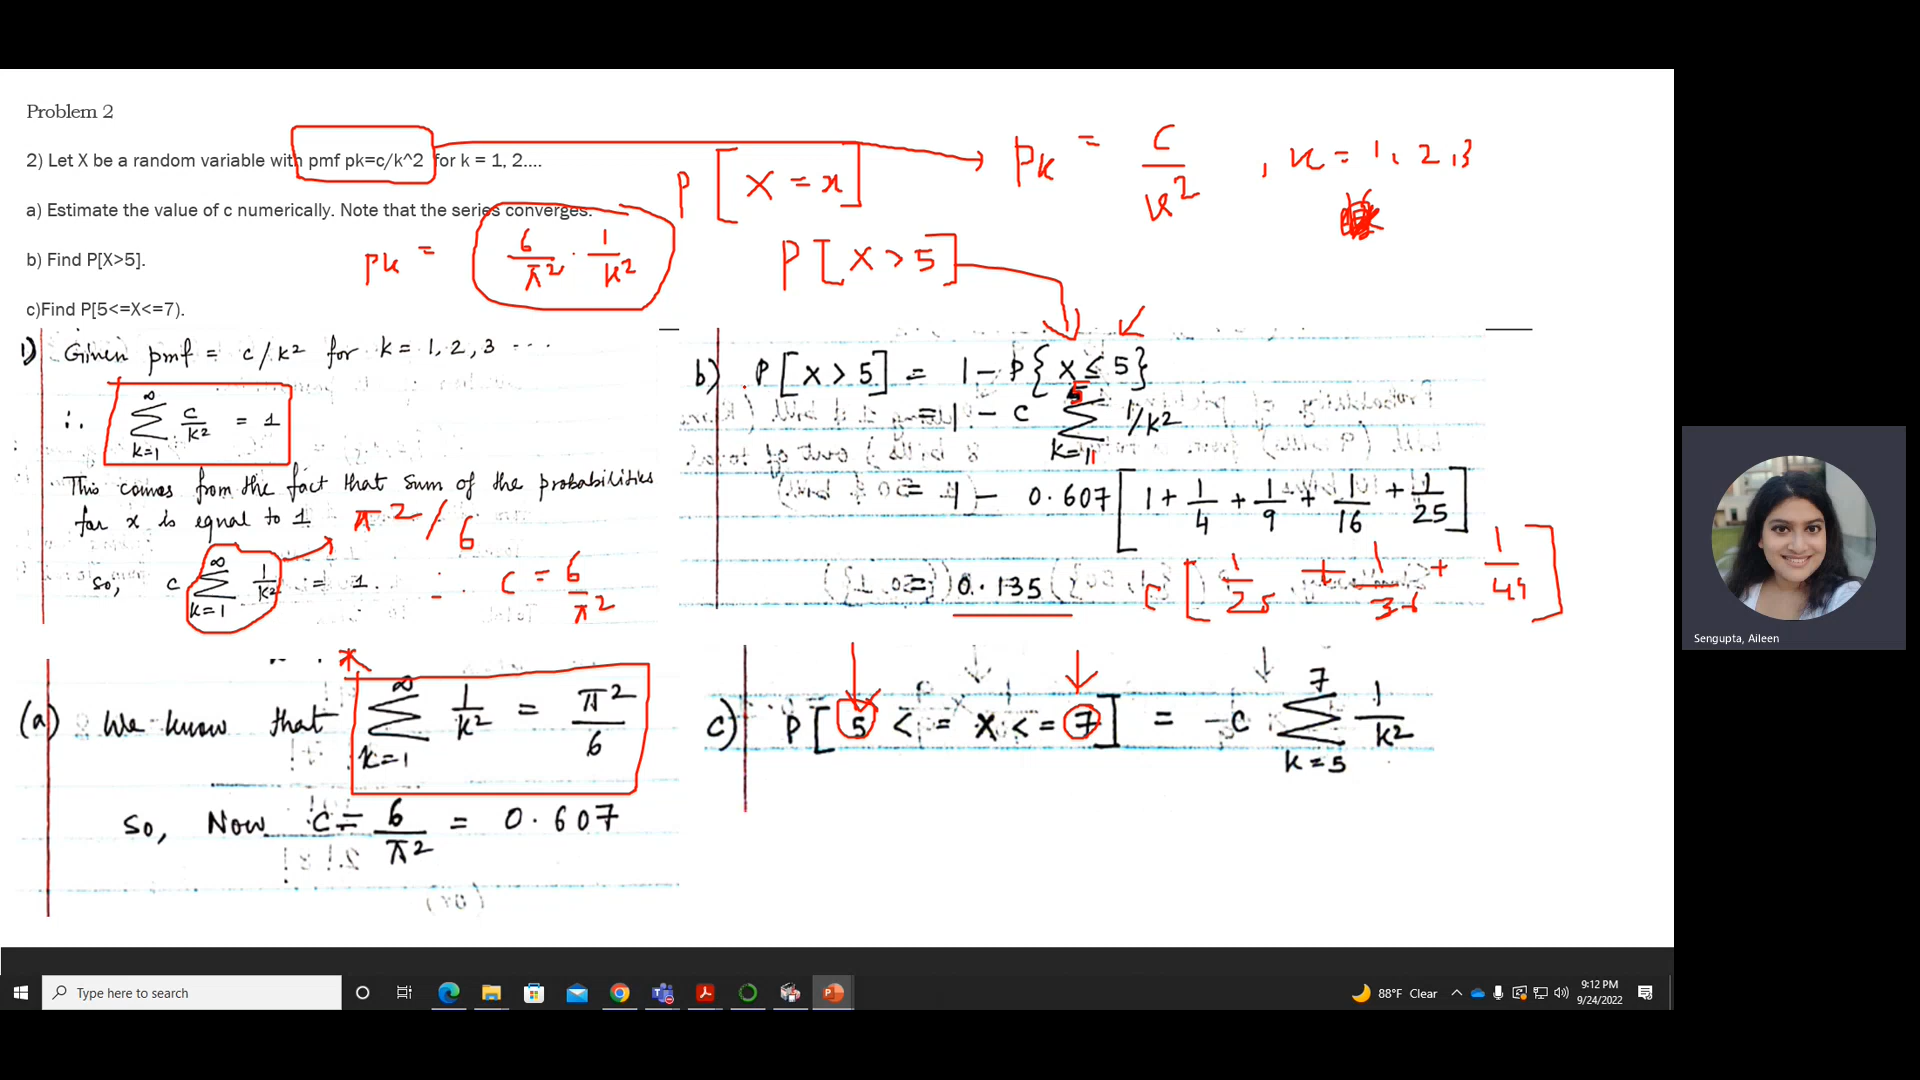 Problem 2
2) Let X be a random variable with pmf pk=c/k^2 for k = 1, 2....
a) Estimate the value of c numerically. Note that the series converges.
b) Find P[X>5].
c)Find P[5<=X<=7).
P[X = x]
pk = c/k² , k = 1, 2, 3
pk = 6/π² · 1/k²
P[X > 5]
1) Given pmf = c/k² for k = 1, 2, 3 ...
∴ ∞ Σ k=1 c/k² = 1
This comes from the fact that sum of the probabilities
for x is equal to 1
π²/6
so, c ∞ Σ k=1 1/k² = 1.
∴ c = 6/π²
(a) We know that ∞ Σ k=1 1/k² = π²/6
So, Now c = 6/π² = 0.607
b) P[X > 5] = 1 - P{X ≤ 5}
= 1 - c 5 Σ k=1 1/k²
= 1 - 0.607 [1 + 1/4 + 1/9 + 1/16 + 1/25]
= 0.135
c [1/25 + 1/36 + 1/49]
c) P[5 <= X <= 7] = c 7 Σ k=5 1/k²
Sengupta, Aileen
Type here to search
88°F Clear
9:12 PM
9/24/2022